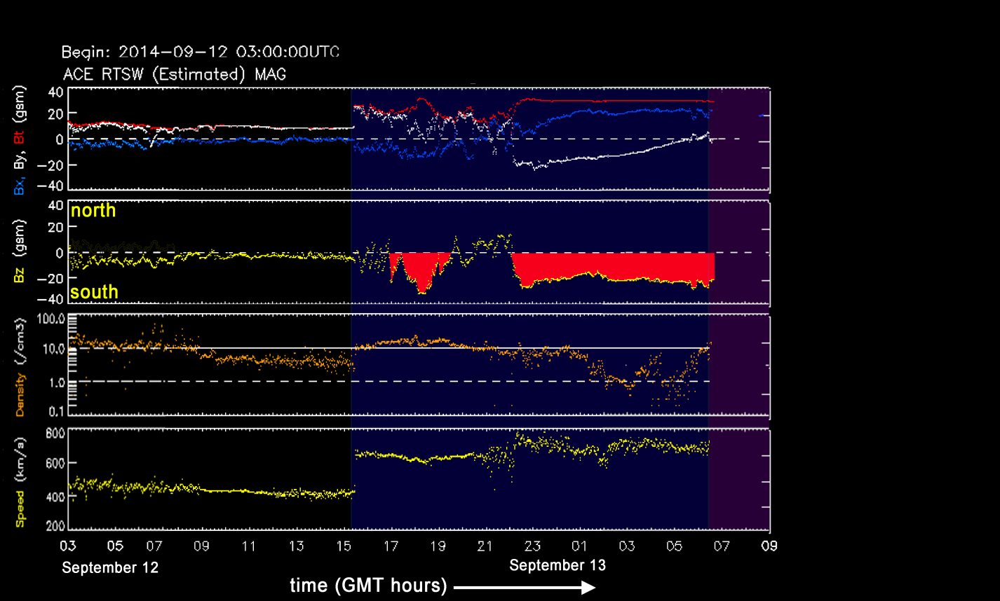 Begin: 2014-09-12 03:00:00UTC
ACE RTSW (Estimated) MAG
Bx, By, Bt (gsm)
40
20
0
-20
-40
Bz (gsm)
40
20
0
-20
-40
north
south
Density (/cm3)
100.0
10.0
1.0
0.1
Speed (km/s)
800
600
400
200
03 05 07 09 11 13 15 17 19 21 23 01 03 05 07 09
September 12 September 13
time (GMT hours)